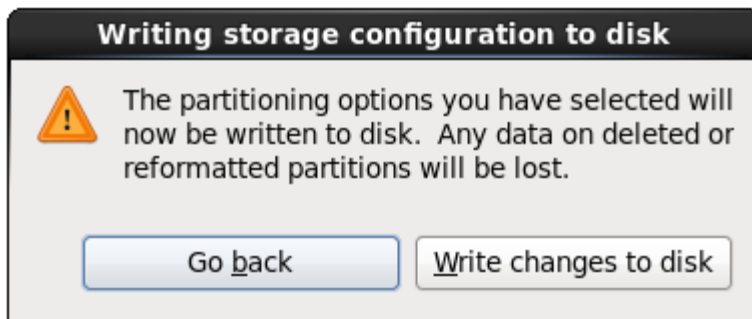 Writing storage configuration to disk
The partitioning options you have selected will
now be written to disk.  Any data on deleted or
reformatted partitions will be lost.
Go back
Write changes to disk